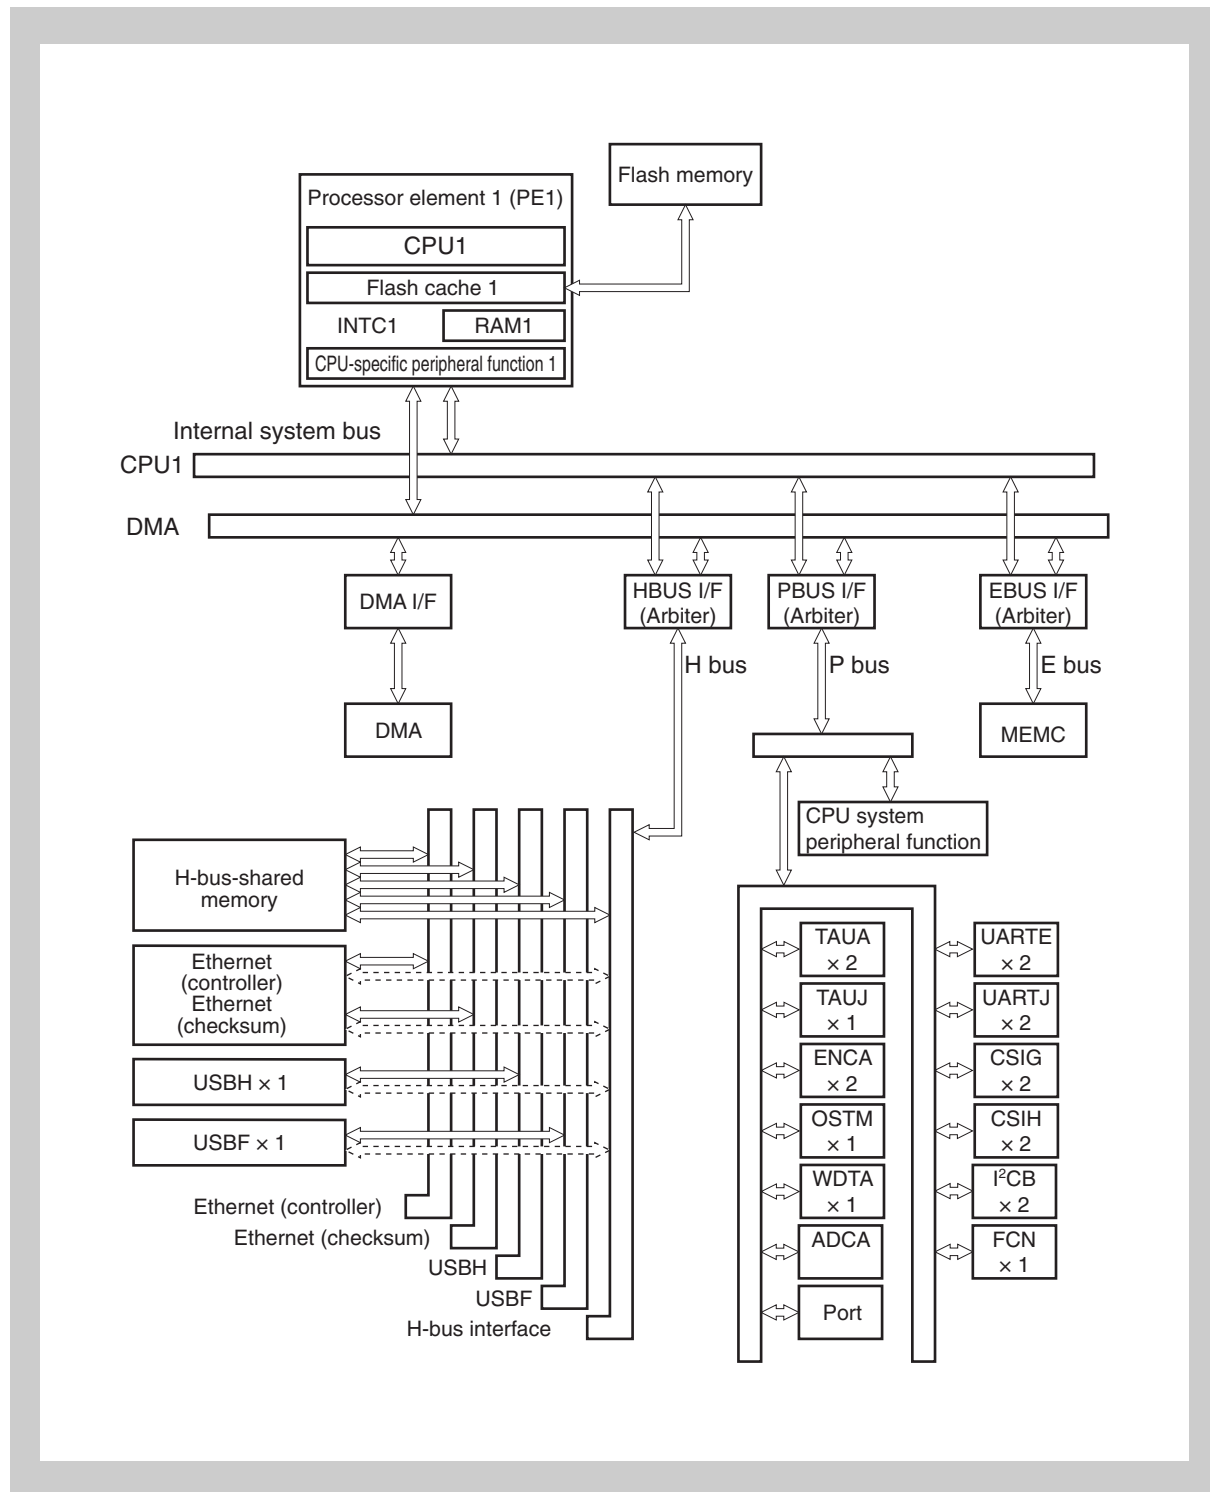 Flash memory
Processor element 1 (PE1)
CPU1
Flash cache 1
INTC1
RAM1
CPU-specific peripheral function 1
Internal system bus
CPU1
DMA
DMA I/F
HBUS I/F
(Arbiter)
PBUS I/F
(Arbiter)
EBUS I/F
(Arbiter)
H bus
P bus
E bus
DMA
MEMC
CPU system
peripheral function
H-bus-shared
memory
Ethernet
(controller)
Ethernet
(checksum)
USBH × 1
USBF × 1
Ethernet (controller)
Ethernet (checksum)
USBH
USBF
H-bus interface
TAUA
× 2
UARTE
× 2
TAUJ
× 1
UARTJ
× 2
ENCA
× 2
CSIG
× 2
OSTM
× 1
CSIH
× 2
WDTA
× 1
I²CB
× 2
ADCA
FCN
× 1
Port